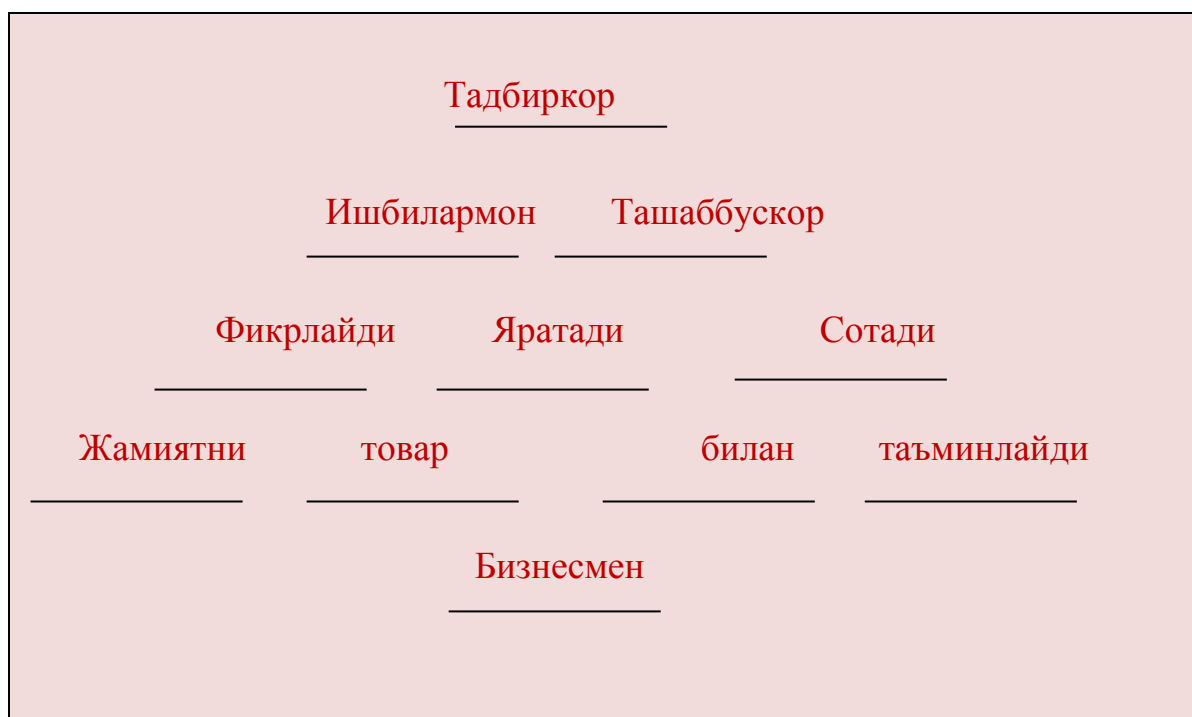 Тадбиркор
Ишбилармон Ташаббускор
Фикрлайди Яратади Сотади
Жамиятни товар билан таъминлайди
Бизнесмен